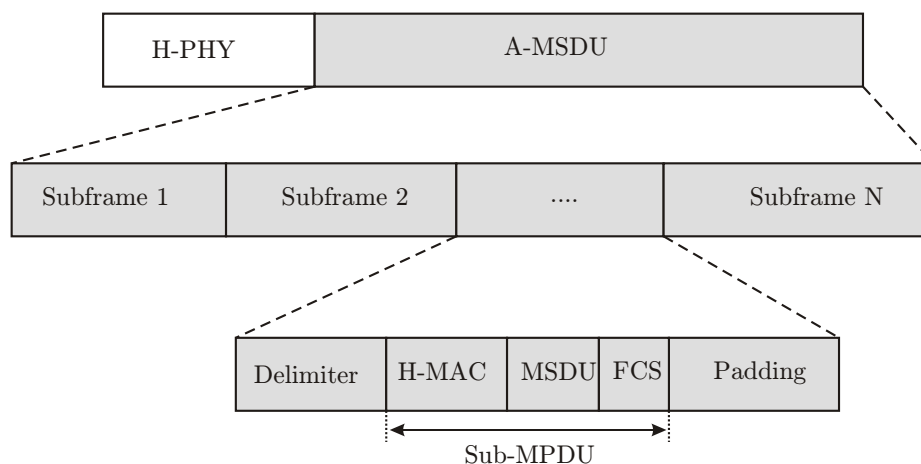 H-PHY A-MSDU
Subframe 1 Subframe 2 .... Subframe N
Delimiter H-MAC MSDU FCS Padding
Sub-MPDU